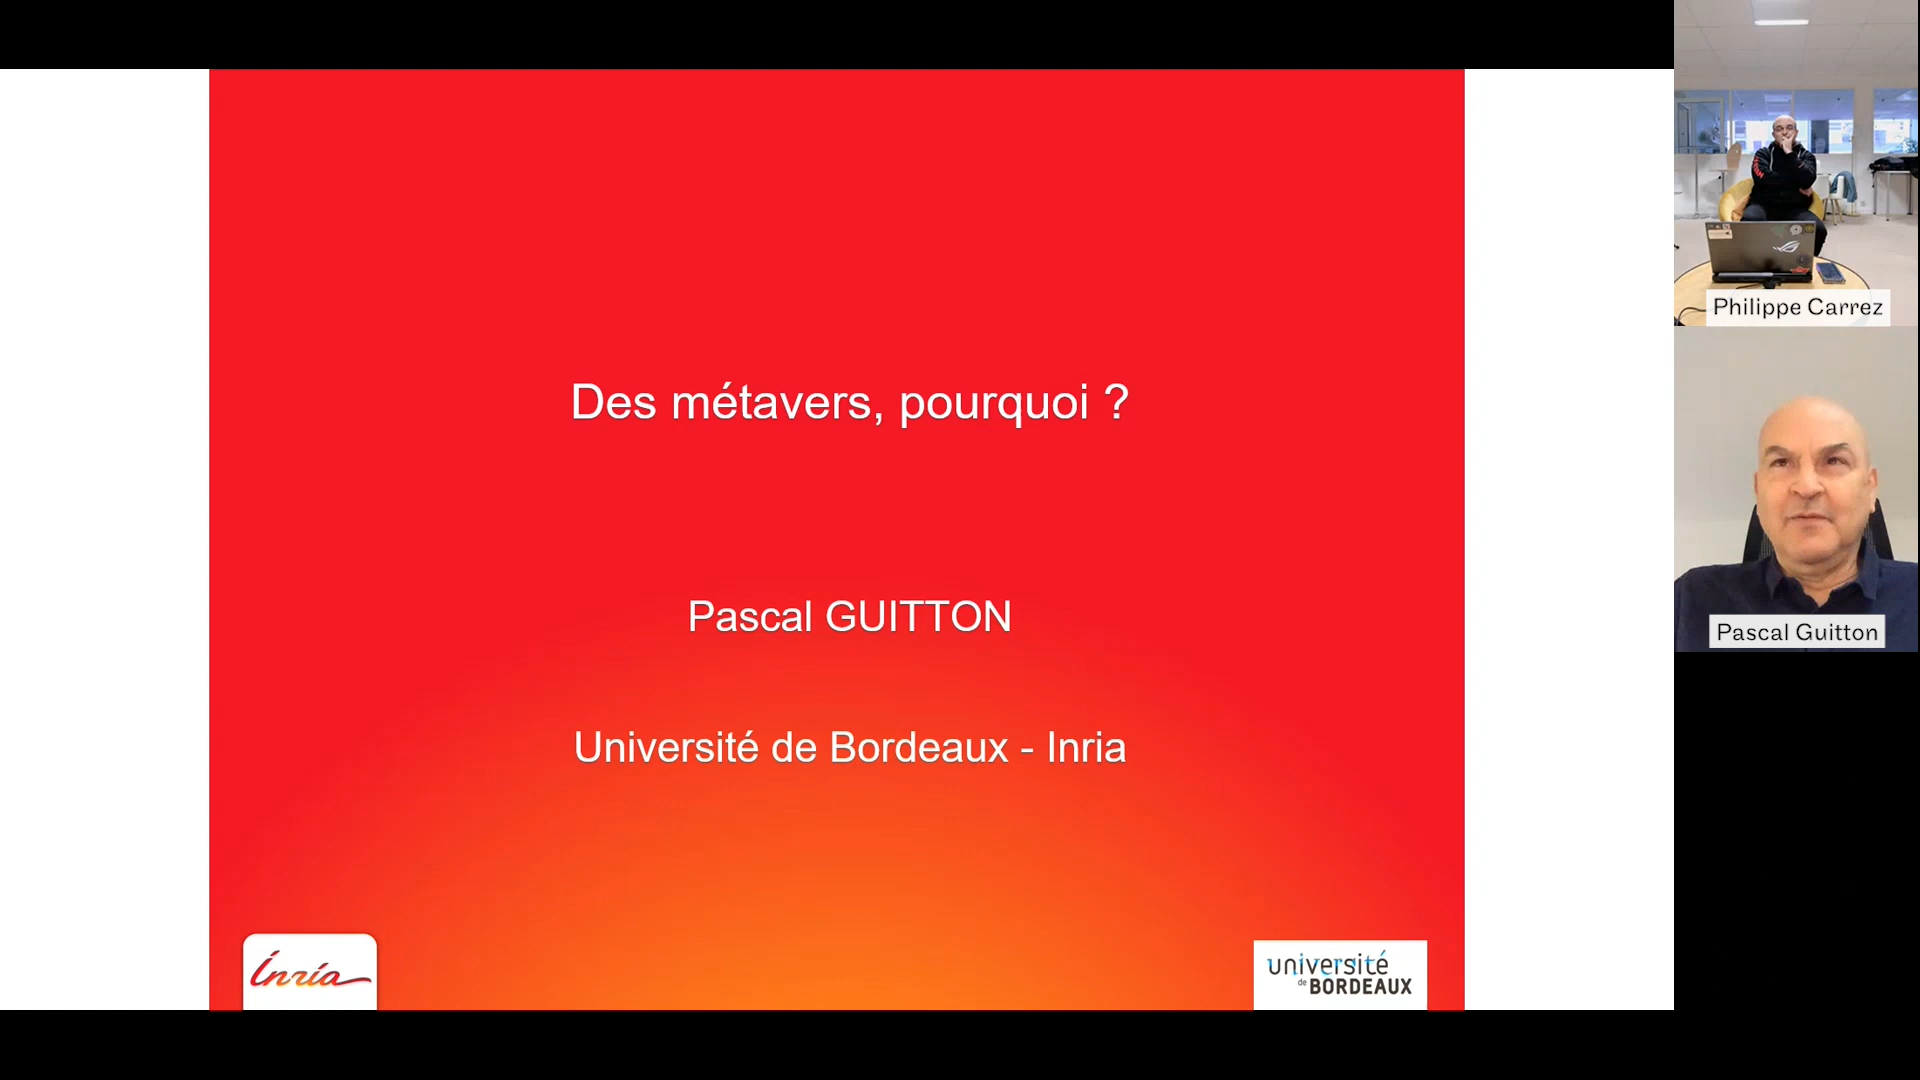 Des métavers, pourquoi ?
Pascal GUITTON
Université de Bordeaux - Inria
Inria
université
de BORDEAUX
Philippe Carrez
Pascal Guitton